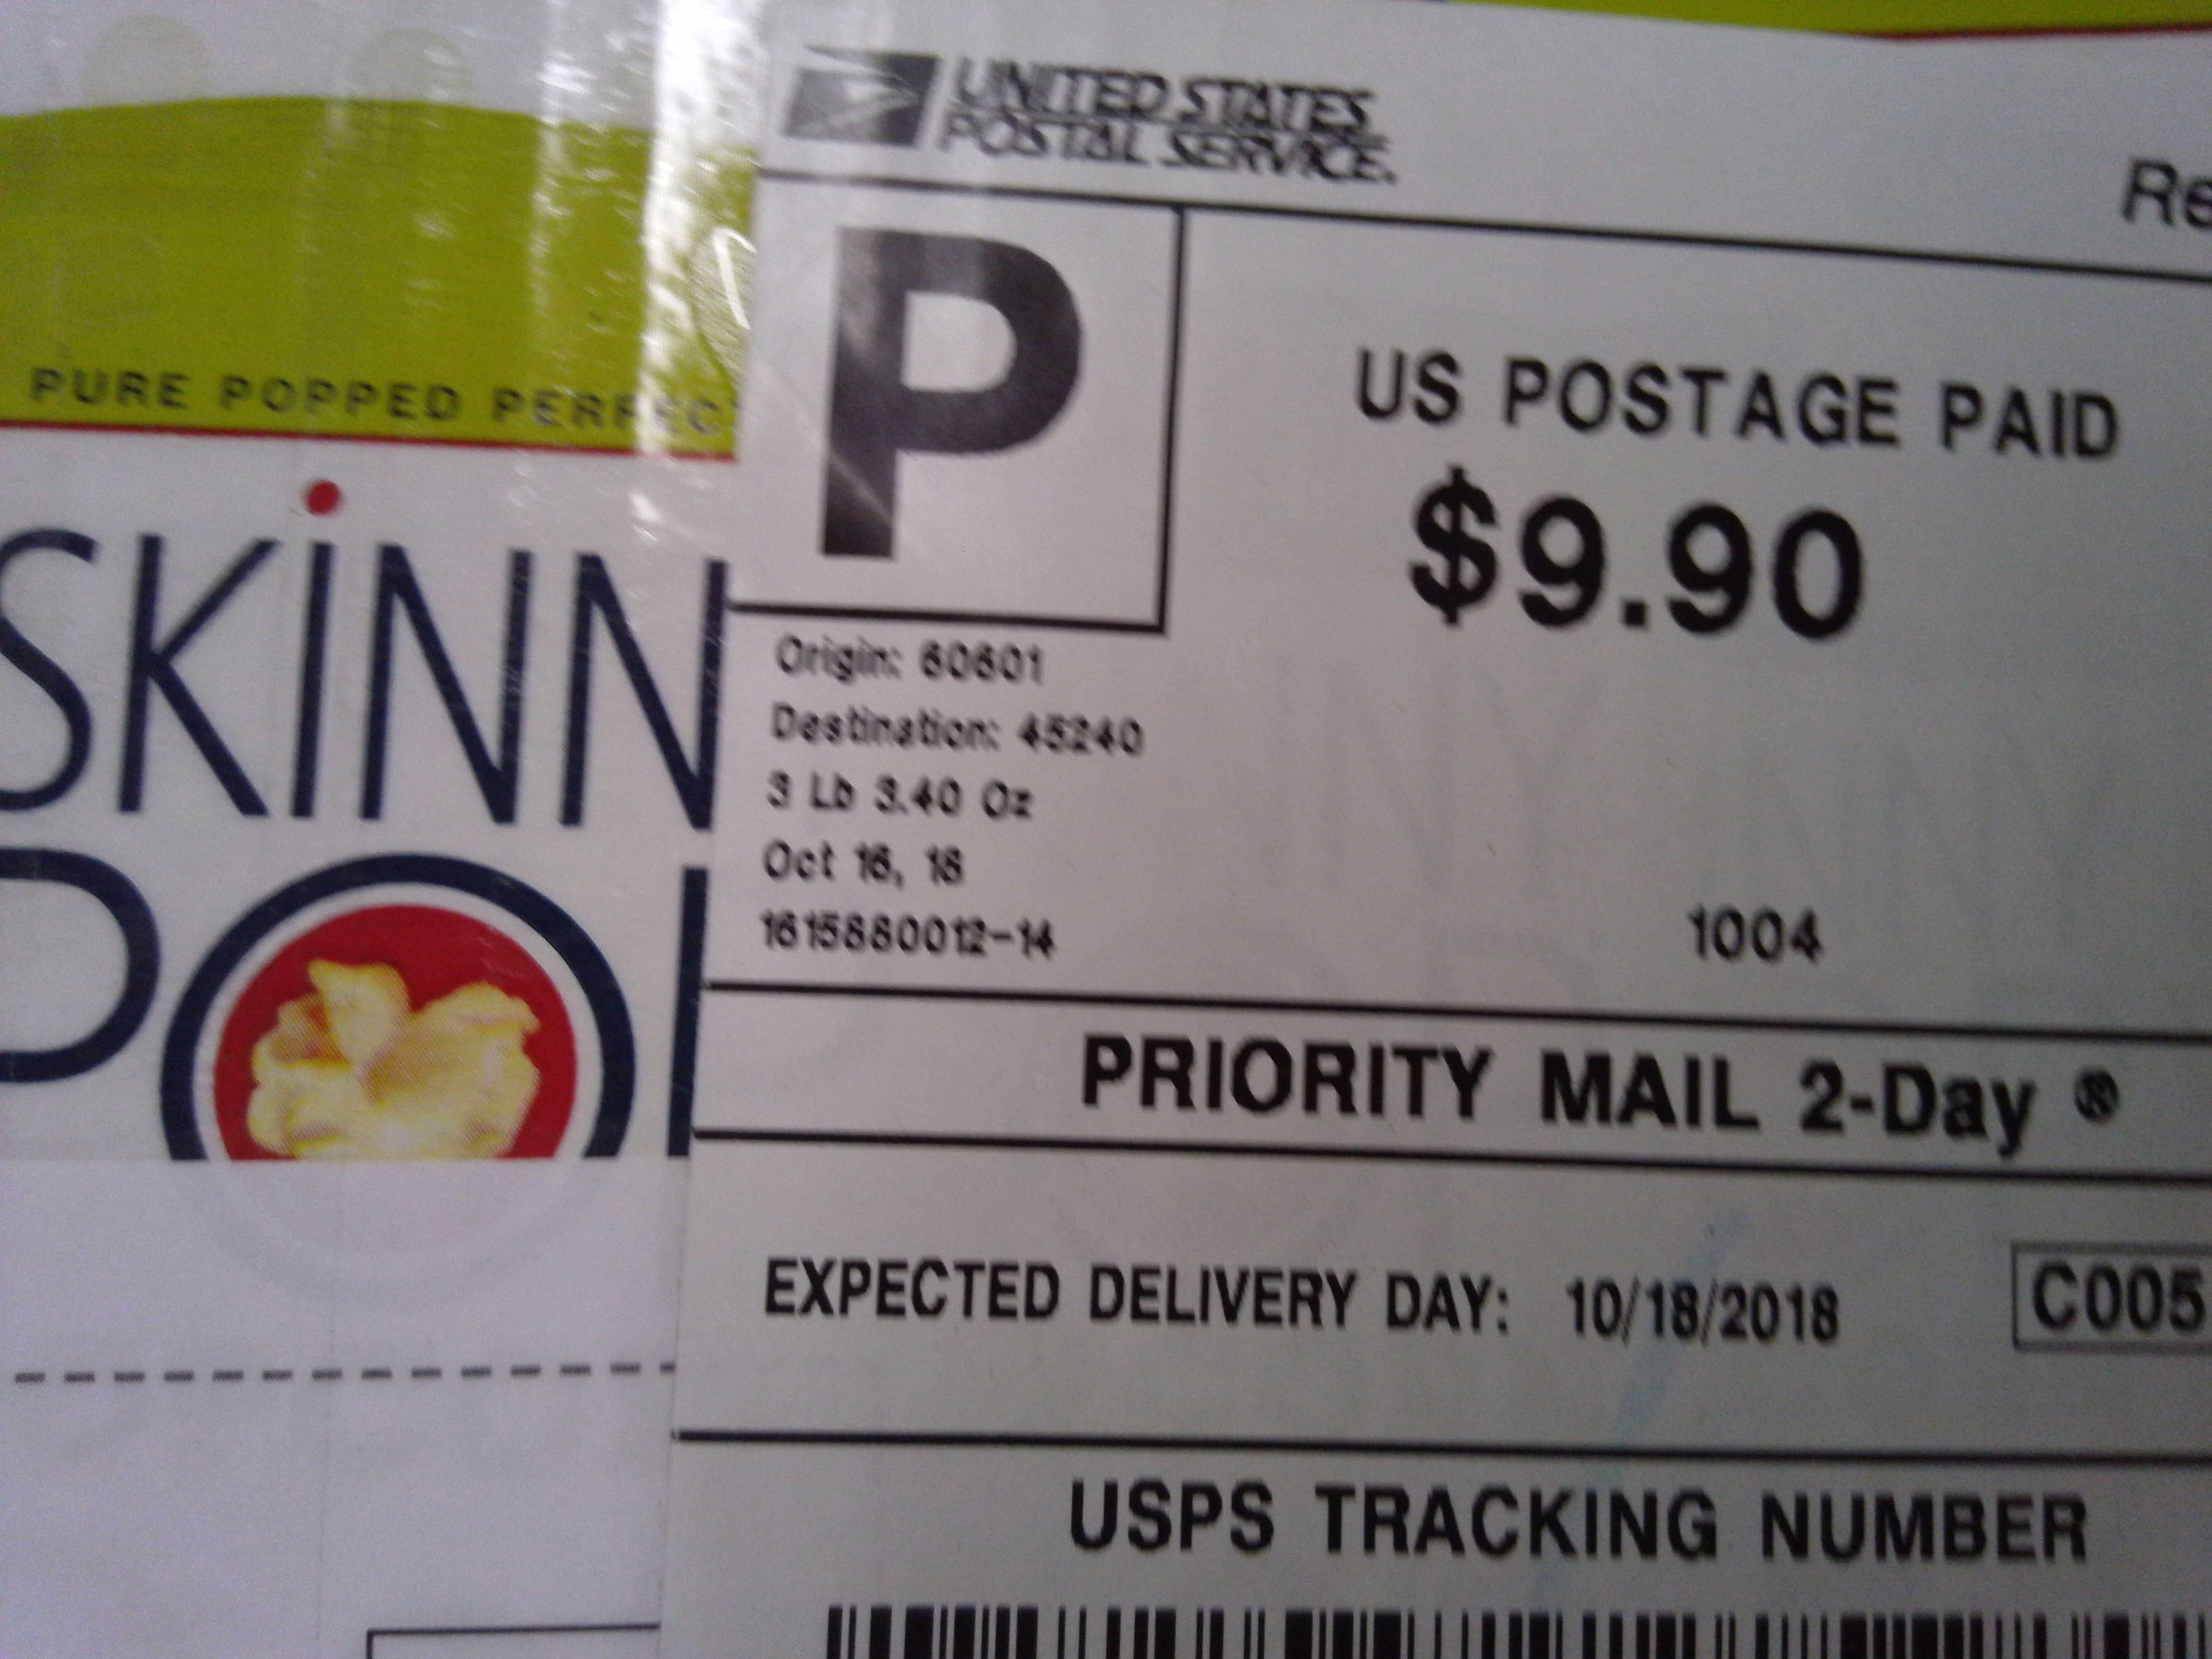 PURE POPPED PERFEC
SKINN
PO
UNITED STATES
POSTAL SERVICE.
Re
P
US POSTAGE PAID
$9.90
Origin: 60601
Destination: 45240
3 Lb 3.40 Oz
Oct 16, 18
1615880012-14
1004
PRIORITY MAIL 2-Day ®
EXPECTED DELIVERY DAY: 10/18/2018
C005
USPS TRACKING NUMBER